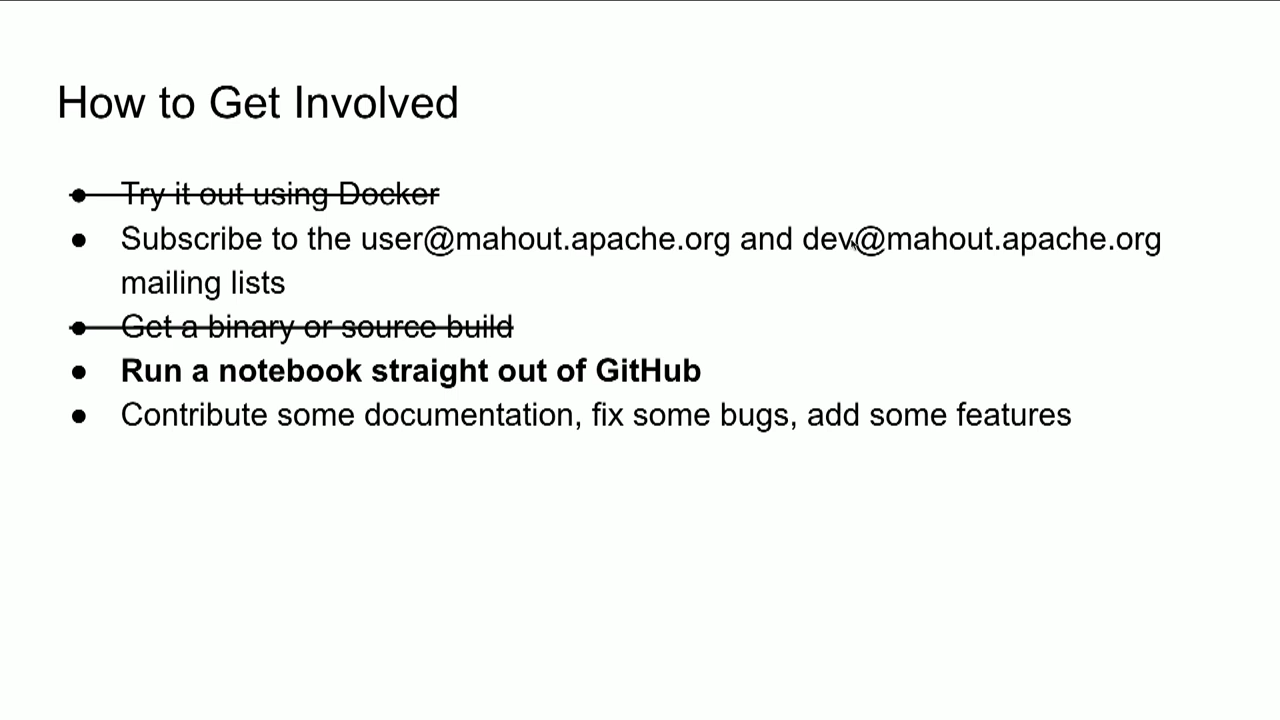 How to Get Involved
● Try it out using Docker
● Subscribe to the user@mahout.apache.org and dev@mahout.apache.org
mailing lists
● Get a binary or source build
● Run a notebook straight out of GitHub
● Contribute some documentation, fix some bugs, add some features